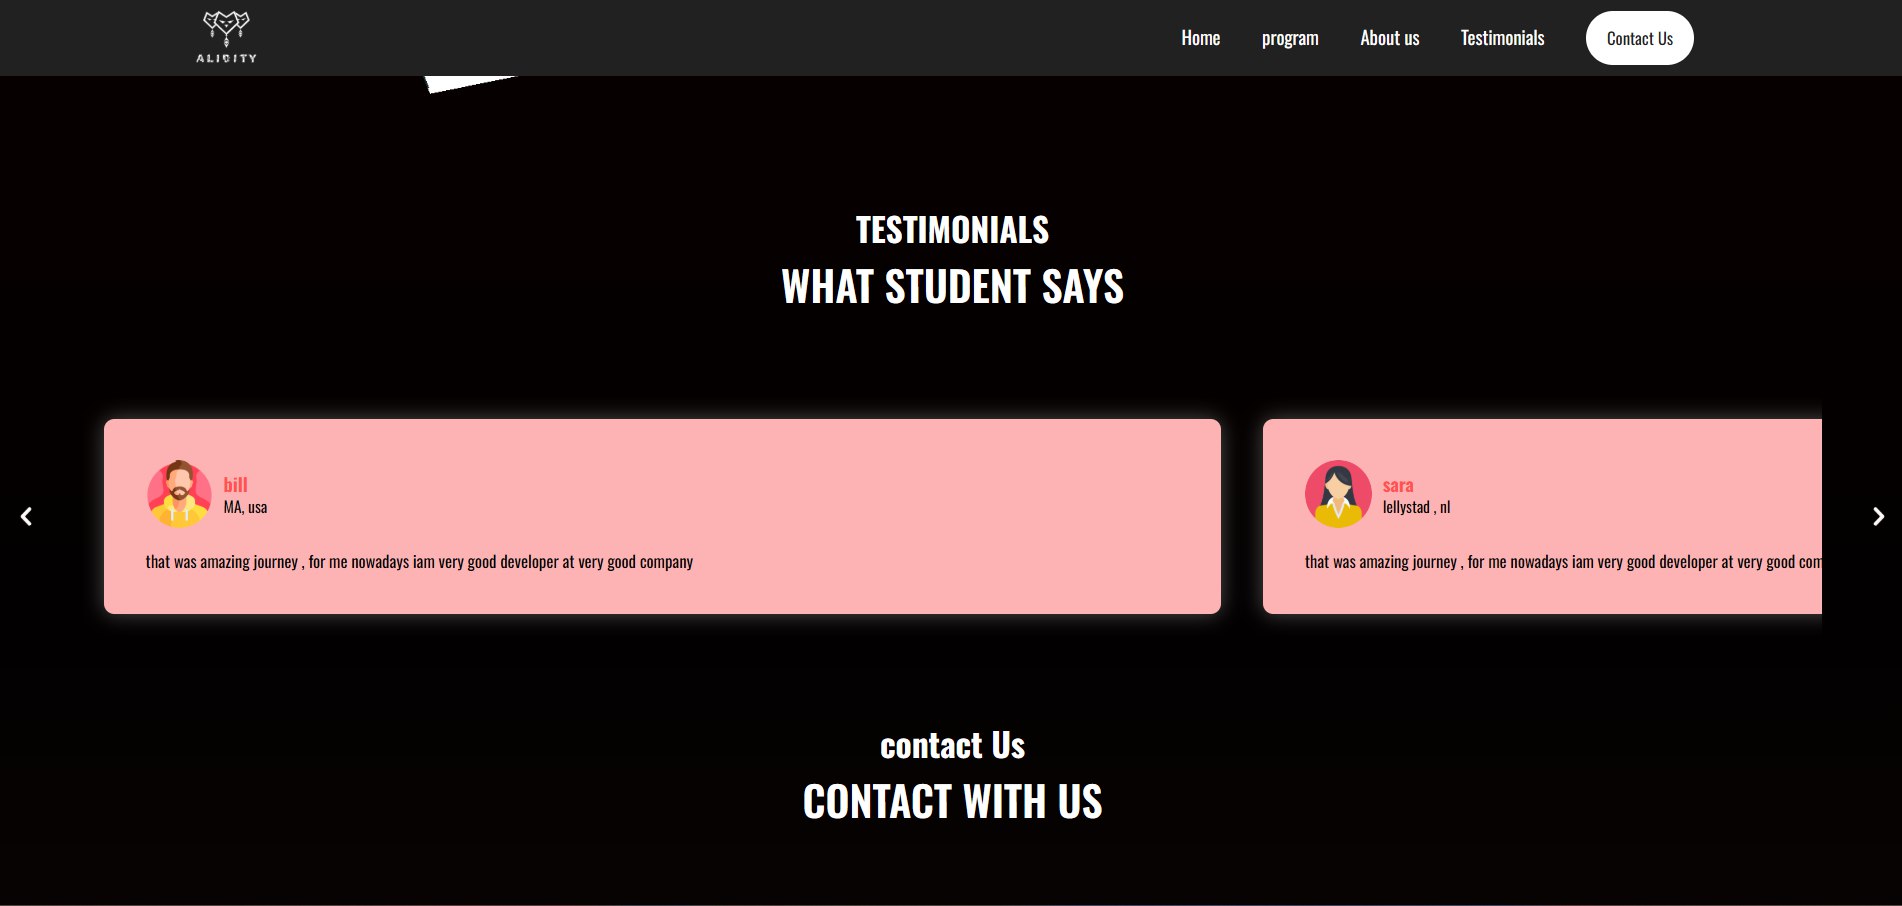 ALIDITY
Home program About us Testimonials Contact Us
TESTIMONIALS
WHAT STUDENT SAYS
bill
MA, usa
that was amazing journey , for me nowadays iam very good developer at very good company
sara
lellystad , nl
that was amazing journey , for me nowadays iam very good developer at very good com
contact Us
CONTACT WITH US